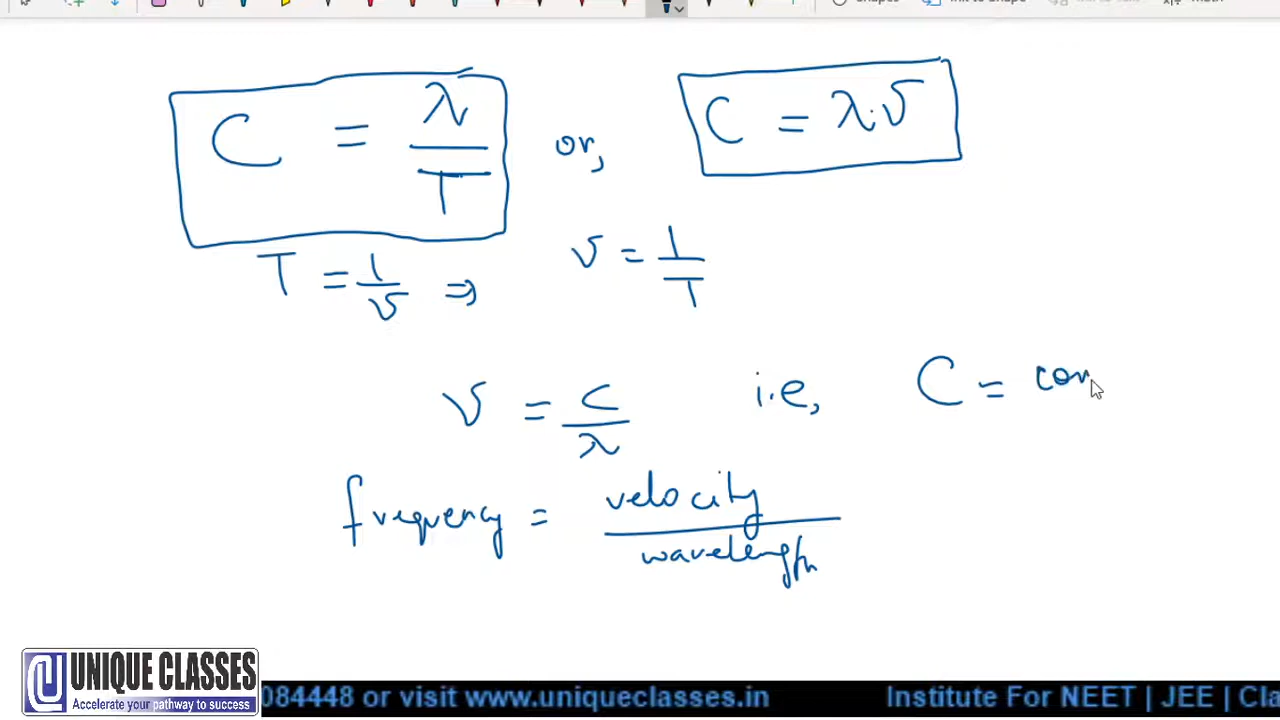 C = λ/T or, C = λ.ν
T = 1/ν ⇒ ν = 1/T
ν = C/λ i.e, C = con
frequency = velocity/wavelength
UNIQUE CLASSES
Accelerate your pathway to success
084448 or visit www.uniqueclasses.in Institute For NEET | JEE | Cla